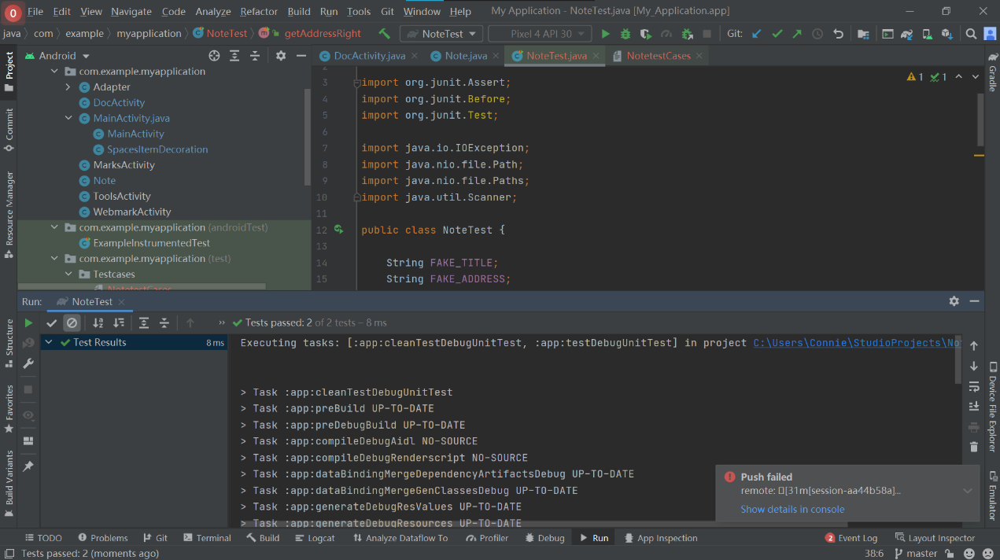 File Edit View Navigate Code Analyze Refactor Build Run Tools Git Window Help My Application - NoteTest.java [My_Application.app]
java com example myapplication NoteTest getAddressRight NoteTest Pixel 4 API 30 Git:
Project
Commit
Resource Manager
Structure
Favorites
Build Variants
Android
com.example.myapplication
Adapter
DocActivity
MainActivity.java
MainActivity
SpacesItemDecoration
MarksActivity
Note
ToolsActivity
WebmarkActivity
com.example.myapplication (androidTest)
ExampleInstrumentedTest
com.example.myapplication (test)
Testcases
NotetestCases
DocActivity.java Note.java NoteTest.java NotetestCases
1 1
2
3 import org.junit.Assert;
4 import org.junit.Before;
5 import org.junit.Test;
6
7 import java.io.IOException;
8 import java.nio.file.Path;
9 import java.nio.file.Paths;
10 import java.util.Scanner;
11
12 public class NoteTest {
13
14 String FAKE_TITLE;
15 String FAKE_ADDRESS;
Gradle
Device File Explorer
Emulator
Run: NoteTest
Tests passed: 2 of 2 tests – 8 ms
Test Results 8 ms
Executing tasks: [:app:cleanTestDebugUnitTest, :app:testDebugUnitTest] in project C:\Users\Connie\StudioProjects\No
> Task :app:cleanTestDebugUnitTest
> Task :app:preBuild UP-TO-DATE
> Task :app:preDebugBuild UP-TO-DATE
> Task :app:compileDebugAidl NO-SOURCE
> Task :app:compileDebugRenderscript NO-SOURCE
> Task :app:dataBindingMergeDependencyArtifactsDebug UP-TO-DATE
> Task :app:dataBindingMergeGenClassesDebug UP-TO-DATE
> Task :app:generateDebugResValues UP-TO-DATE
> Task :app:generateDebugResources UP-TO-DATE
Push failed
remote: [31m[session-aa44b58a]...
Show details in console
TODO Problems Git Terminal Build Logcat Analyze Dataflow To Profiler Debug Run App Inspection 2 Event Log Layout Inspector
Tests passed: 2 (moments ago) 38:6 master